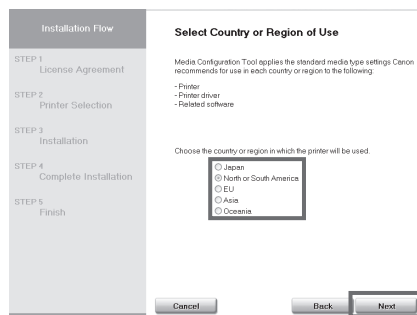 Installation Flow
STEP 1
License Agreement
STEP 2
Printer Selection
STEP 3
Installation
STEP 4
Complete Installation
STEP 5
Finish
Select Country or Region of Use
Media Configuration Tool applies the standard media type settings Canon
recommends for use in each country or region to the following:
- Printer
- Printer driver
- Related software
Choose the country or region in which the printer will be used.
Japan
North or South America
EU
Asia
Oceania
Cancel
Back
Next